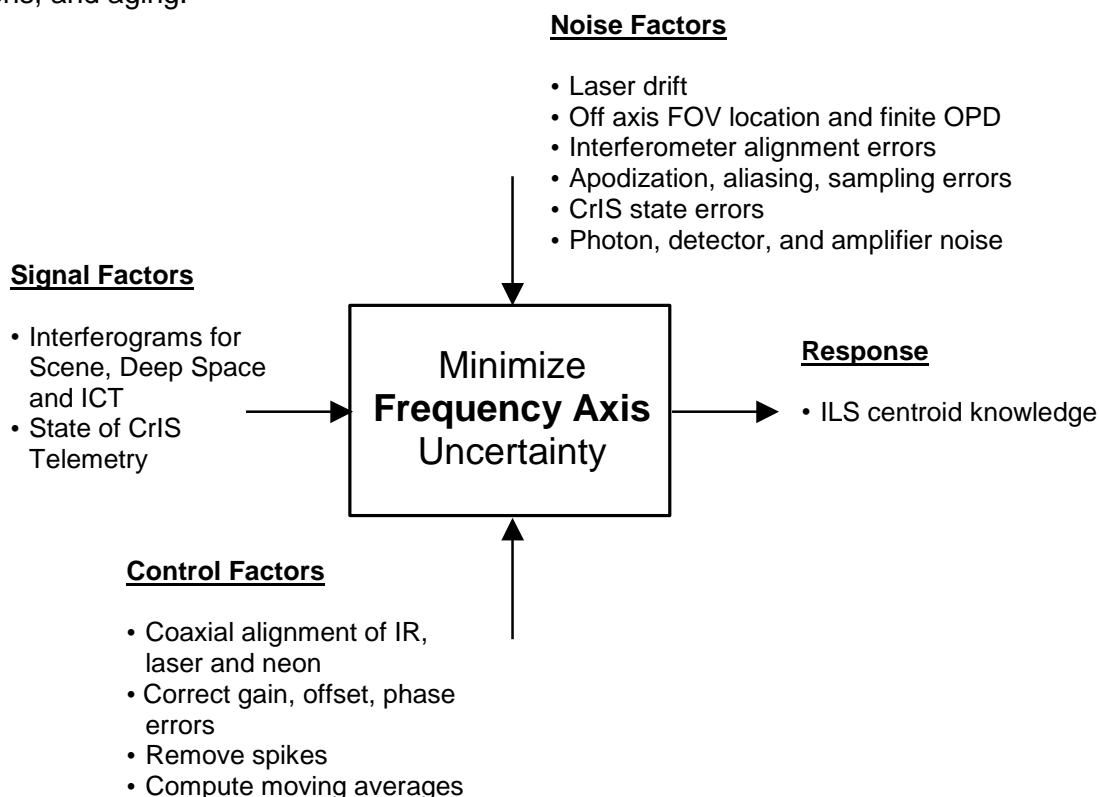 and aging.
Noise Factors
• Laser drift
• Off axis FOV location and finite OPD
• Interferometer alignment errors
• Apodization, aliasing, sampling errors
• CrIS state errors
• Photon, detector, and amplifier noise
Signal Factors
• Interferograms for
Scene, Deep Space
and ICT
• State of CrIS
Telemetry
Minimize
Frequency Axis
Uncertainty
Response
• ILS centroid knowledge
Control Factors
• Coaxial alignment of IR,
laser and neon
• Correct gain, offset, phase
errors
• Remove spikes
• Compute moving averages